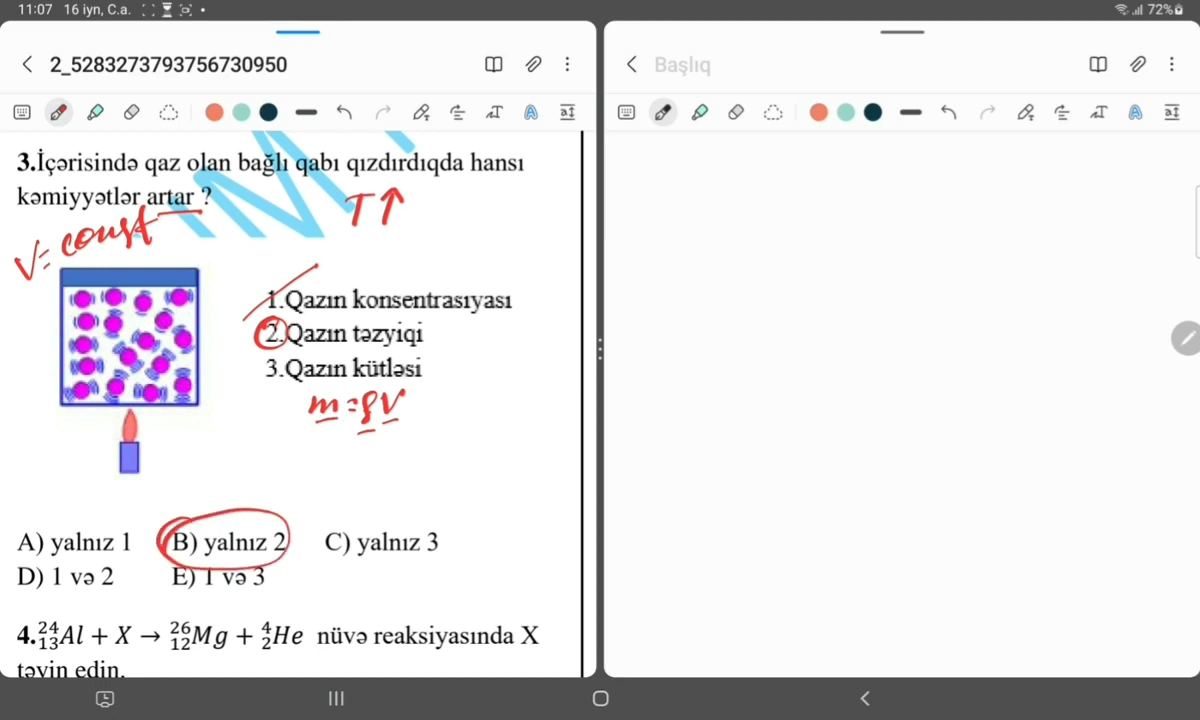 11:07 16 iyn, C.a.
72%
2_5283273793756730950
Başlıq
3.İçərisində qaz olan bağlı qabı qızdırdıqda hansı
kəmiyyətlər artar ?
T↑
V=const
1.Qazın konsentrasıyası
2.Qazın təzyiqi
3.Qazın kütləsi
m=ρV
A) yalnız 1 B) yalnız 2 C) yalnız 3
D) 1 və 2 E) 1 və 3
4.²⁴₁₃Al + X → ²⁶₁₂Mg + ⁴₂He nüvə reaksiyasında X
təyin edin.